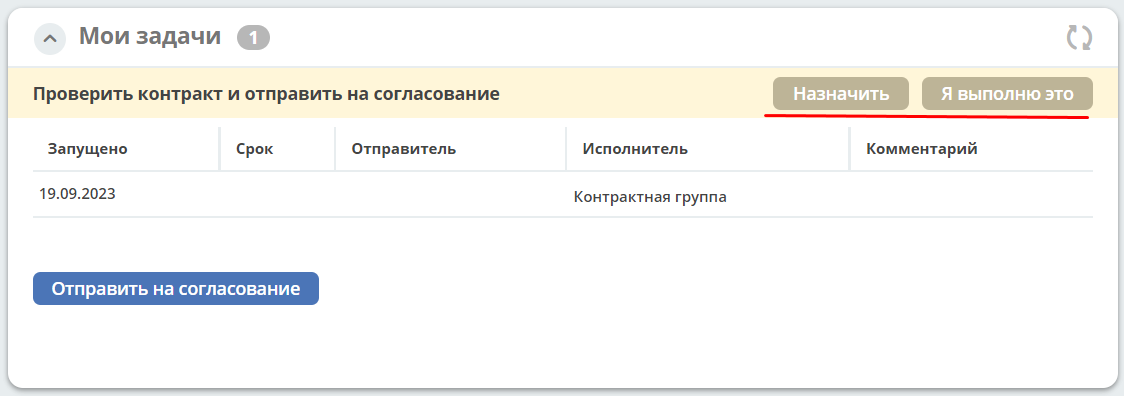 Мои задачи 1
Проверить контракт и отправить на согласование Назначить Я выполню это
Запущено Срок Отправитель Исполнитель Комментарий
19.09.2023 Контрактная группа
Отправить на согласование